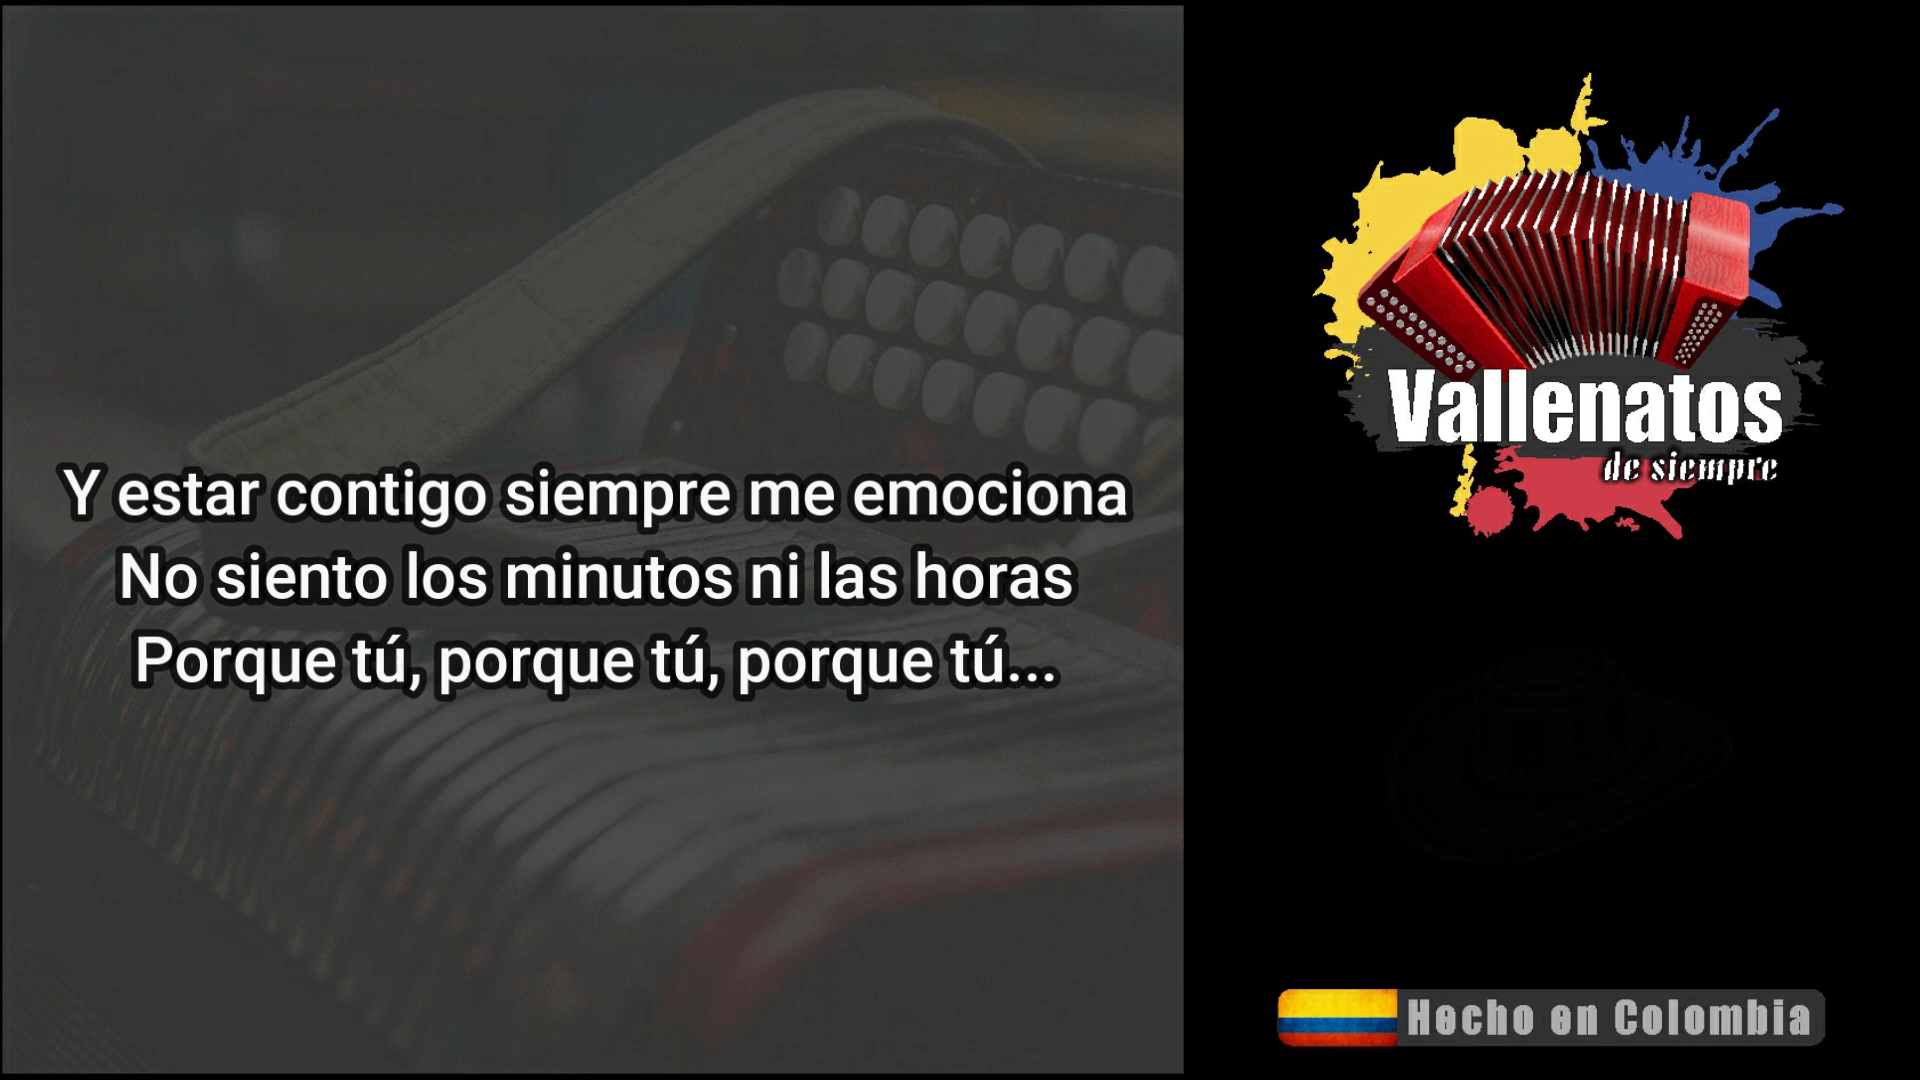 Y estar contigo siempre me emociona
No siento los minutos ni las horas
Porque tú, porque tú, porque tú...
Vallenatos
de siempre
Hecho en Colombia